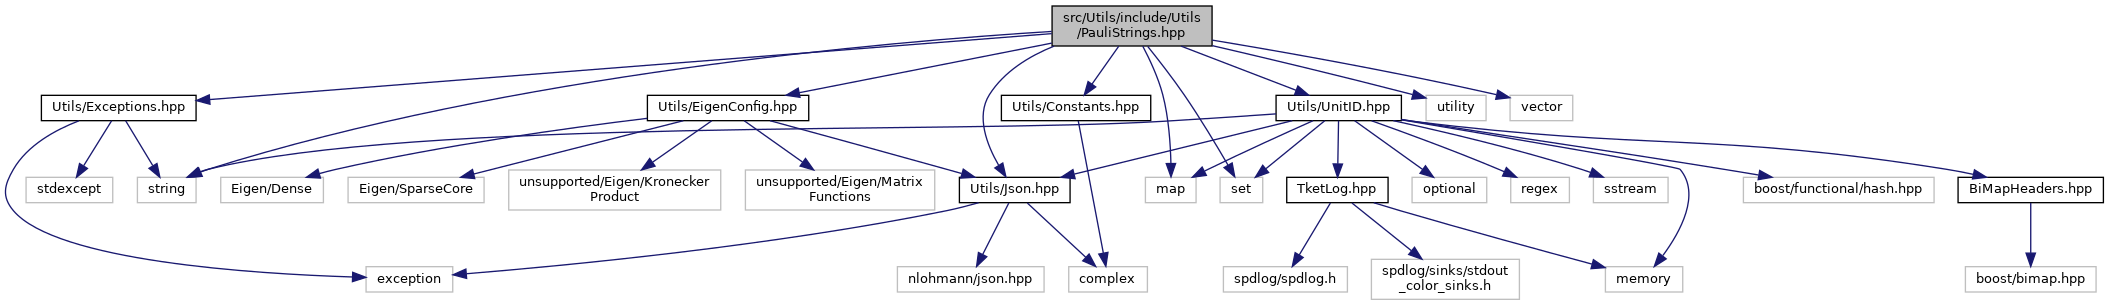 src/Utils/include/Utils
/PauliStrings.hpp
Utils/Exceptions.hpp
Utils/EigenConfig.hpp
Utils/Constants.hpp
Utils/UnitID.hpp
utility
vector
stdexcept
string
Eigen/Dense
Eigen/SparseCore
unsupported/Eigen/Kronecker
Product
unsupported/Eigen/Matrix
Functions
Utils/Json.hpp
map
set
TketLog.hpp
optional
regex
sstream
boost/functional/hash.hpp
BiMapHeaders.hpp
exception
nlohmann/json.hpp
complex
spdlog/spdlog.h
spdlog/sinks/stdout
_color_sinks.h
memory
boost/bimap.hpp